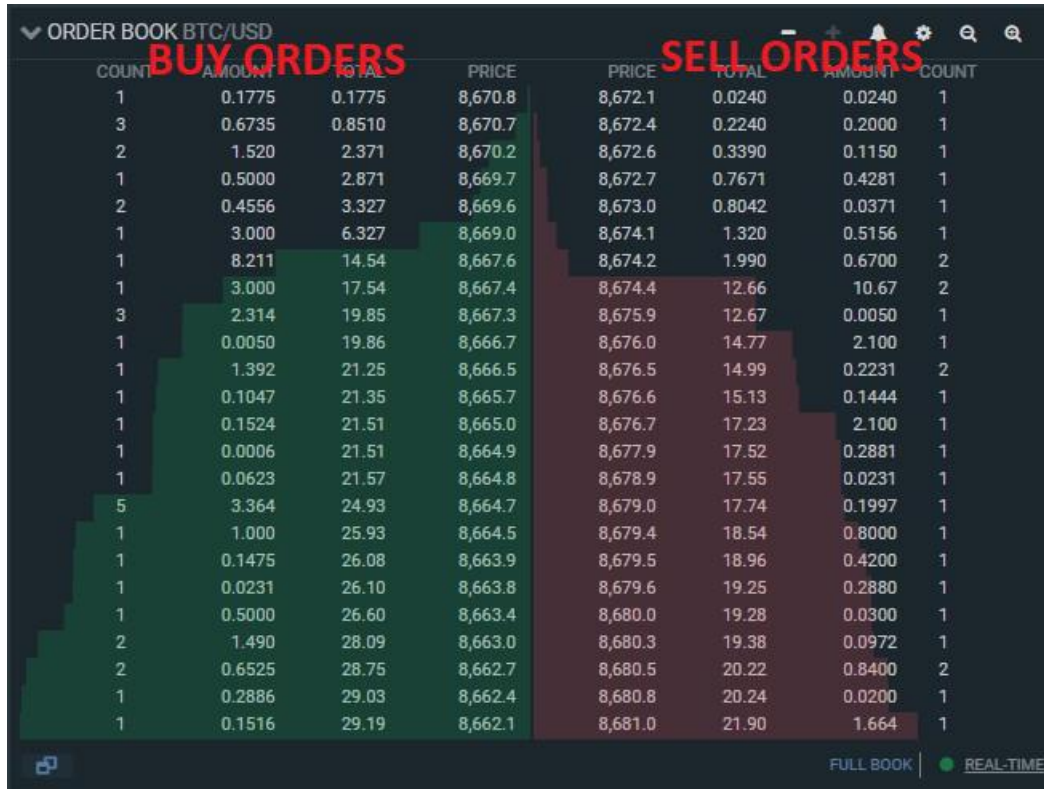 ORDER BOOK BTC/USD
BUY ORDERS SELL ORDERS
COUNT AMOUNT TOTAL PRICE PRICE TOTAL AMOUNT COUNT
1 0.1775 0.1775 8,670.8 8,672.1 0.0240 0.0240 1
3 0.6735 0.8510 8,670.7 8,672.4 0.2240 0.2000 1
2 1.520 2.371 8,670.2 8,672.6 0.3390 0.1150 1
1 0.5000 2.871 8,669.7 8,672.7 0.7671 0.4281 1
2 0.4556 3.327 8,669.6 8,673.0 0.8042 0.0371 1
1 3.000 6.327 8,669.0 8,674.1 1.320 0.5156 1
1 8.211 14.54 8,667.6 8,674.2 1.990 0.6700 2
1 3.000 17.54 8,667.4 8,674.4 12.66 10.67 2
3 2.314 19.85 8,667.3 8,675.9 12.67 0.0050 1
1 0.0050 19.86 8,666.7 8,676.0 14.77 2.100 1
1 1.392 21.25 8,666.5 8,676.5 14.99 0.2231 2
1 0.1047 21.35 8,665.7 8,676.6 15.13 0.1444 1
1 0.1524 21.51 8,665.0 8,676.7 17.23 2.100 1
1 0.0006 21.51 8,664.9 8,677.9 17.52 0.2881 1
1 0.0623 21.57 8,664.8 8,678.9 17.55 0.0231 1
5 3.364 24.93 8,664.7 8,679.0 17.74 0.1997 1
1 1.000 25.93 8,664.5 8,679.4 18.54 0.8000 1
1 0.1475 26.08 8,663.9 8,679.5 18.96 0.4200 1
1 0.0231 26.10 8,663.8 8,679.6 19.25 0.2880 1
1 0.5000 26.60 8,663.4 8,680.0 19.28 0.0300 1
2 1.490 28.09 8,663.0 8,680.3 19.38 0.0972 1
2 0.6525 28.75 8,662.7 8,680.5 20.22 0.8400 2
1 0.2886 29.03 8,662.4 8,680.8 20.24 0.0200 1
1 0.1516 29.19 8,662.1 8,681.0 21.90 1.664 1
FULL BOOK REAL-TIME